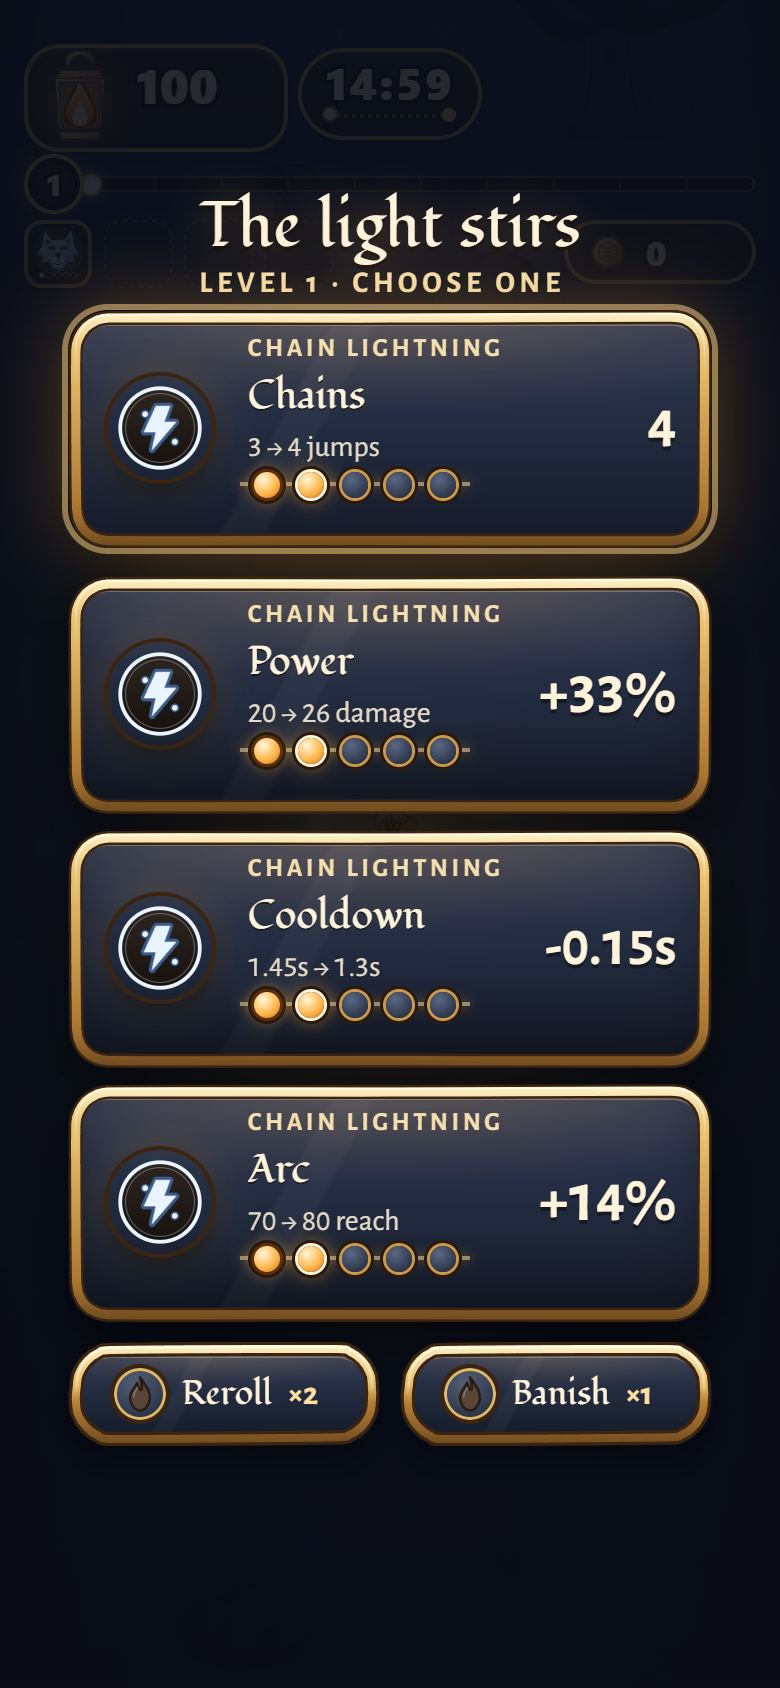 100
14:59
1
The light stirs
0
LEVEL 1 · CHOOSE ONE
CHAIN LIGHTNING
Chains
3 → 4 jumps
4
CHAIN LIGHTNING
Power
20 → 26 damage
+33%
CHAIN LIGHTNING
Cooldown
1.45s → 1.3s
-0.15s
CHAIN LIGHTNING
Arc
70 → 80 reach
+14%
Reroll ×2
Banish ×1